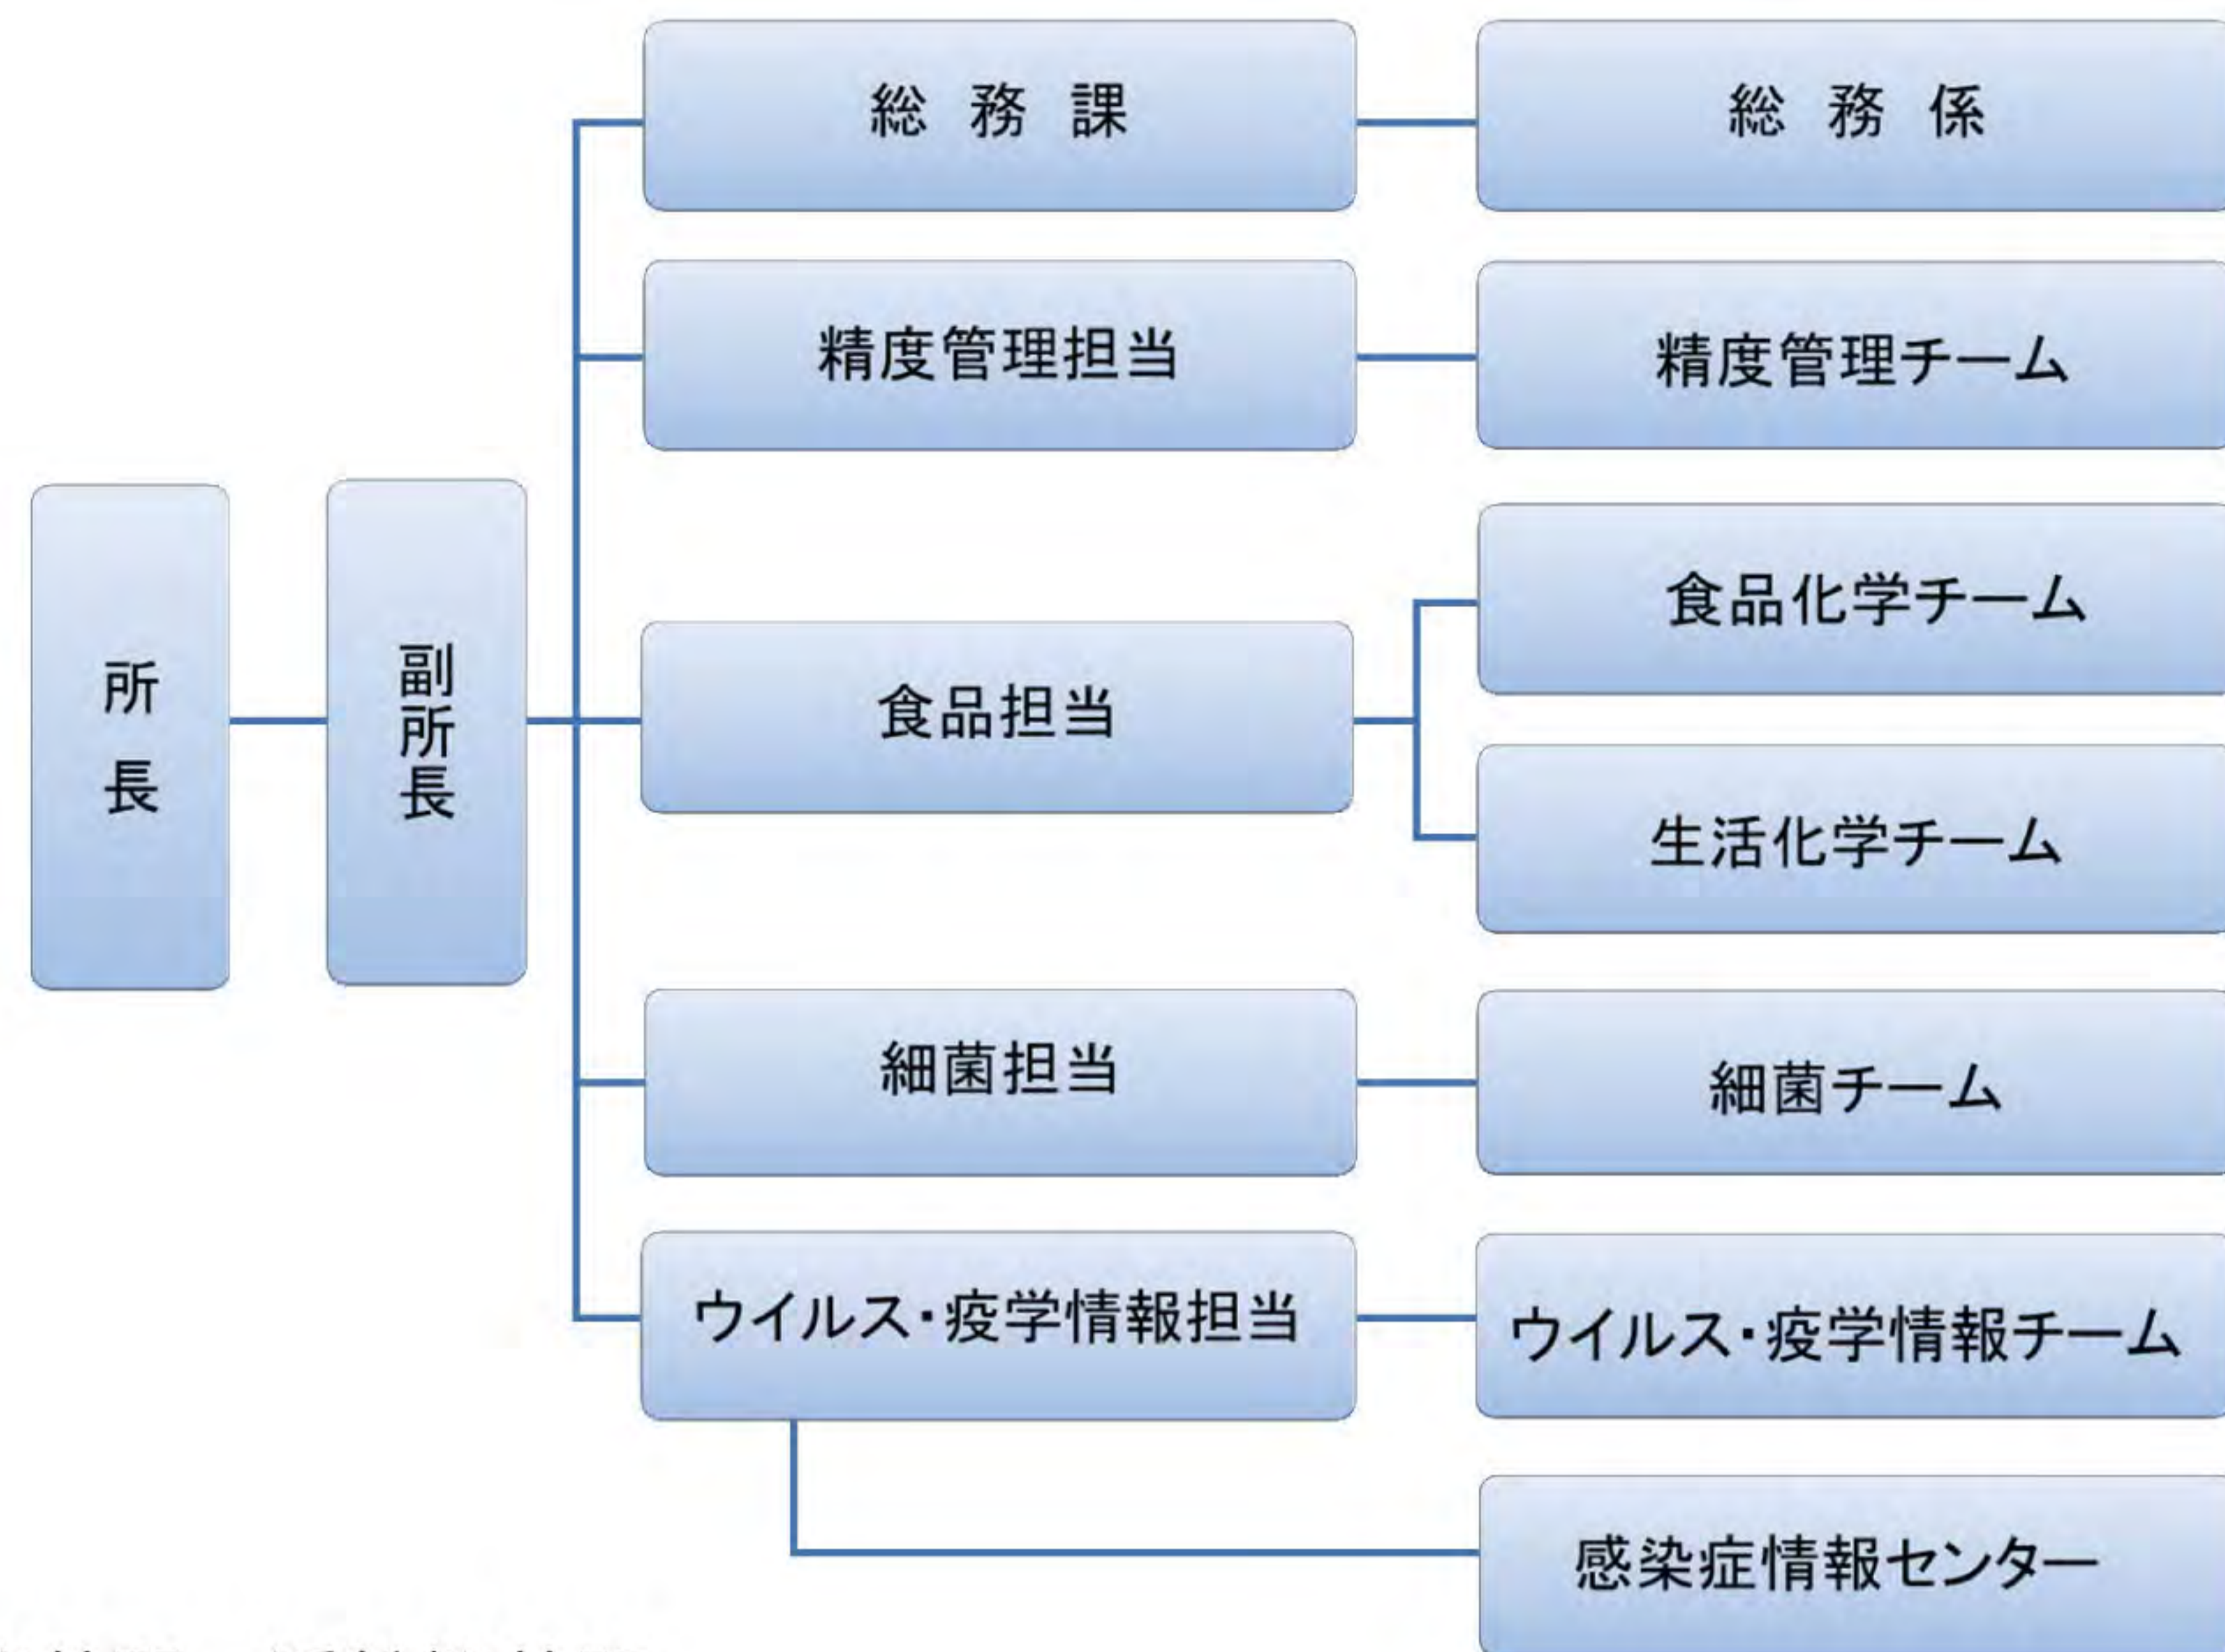 総務課
総務係
精度管理担当
精度管理チーム
所長
副所長
食品担当
食品化学チーム
生活化学チーム
細菌担当
細菌チーム
ウイルス・疫学情報担当
ウイルス・疫学情報チーム
感染症情報センター